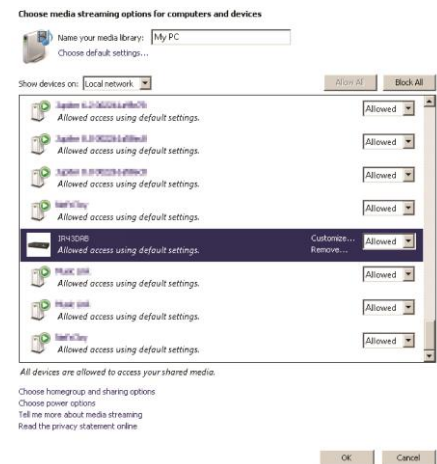 Choose media streaming options for computers and devices
Name your media library: My PC
Choose default settings...
Show devices on: Local network Allow All Block All
Allowed
Allowed access using default settings.
Allowed
Allowed access using default settings.
Allowed
Allowed access using default settings.
Allowed
Allowed access using default settings.
IR430AB Customize... Allowed
Allowed access using default settings. Remove...
Allowed
Allowed access using default settings.
Allowed
Allowed access using default settings.
Allowed
Allowed access using default settings.
All devices are allowed to access your shared media.
Choose homegroup and sharing options
Choose power options
Tell me more about media streaming
Read the privacy statement online
OK Cancel